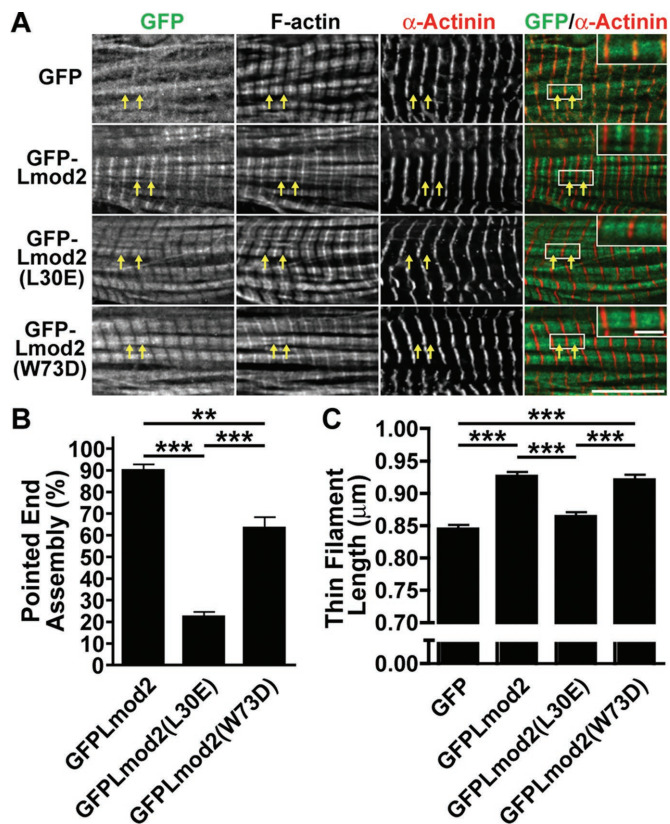 A
GFP
F-actin
α-Actinin
GFP/α-Actinin
GFP
GFP-
Lmod2
GFP-
Lmod2
(L30E)
GFP-
Lmod2
(W73D)
B
**
***
***
Pointed End
Assembly (%)
100
90
80
70
60
50
40
30
20
10
0
GFPLmod2
GFPLmod2(L30E)
GFPLmod2(W73D)
C
***
***
***
***
Thin Filament
Length (μm)
1.00
0.95
0.90
0.85
0.80
0.75
0.70
0.00
GFP
GFPLmod2
GFPLmod2(L30E)
GFPLmod2(W73D)